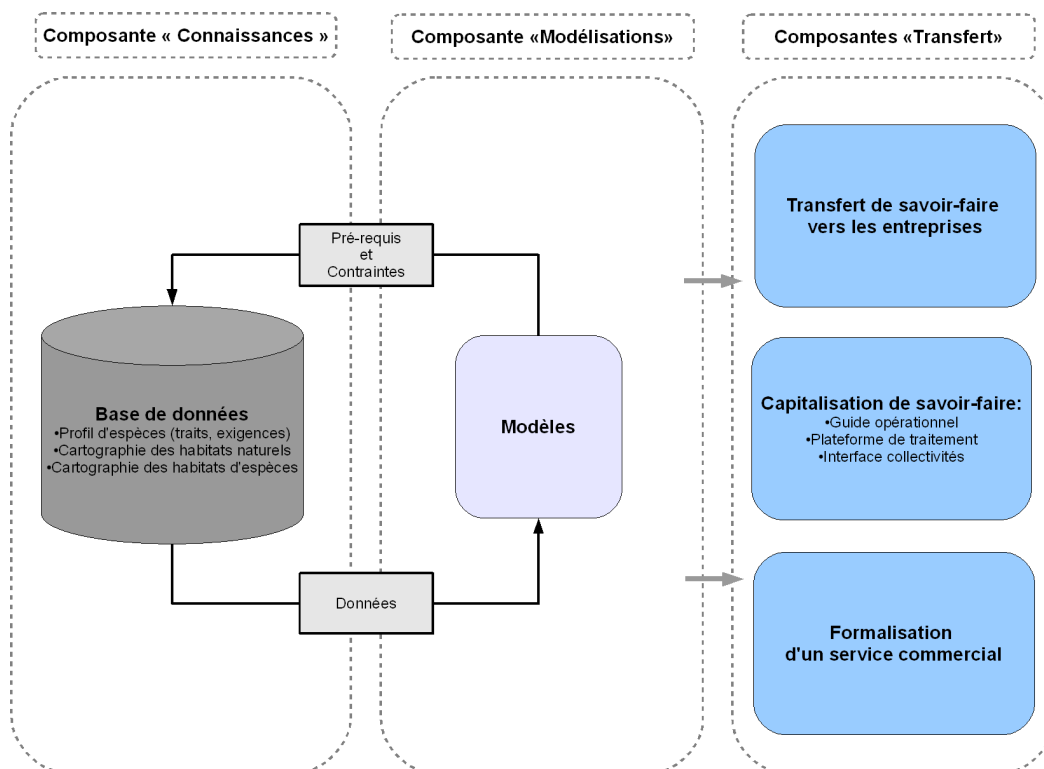 Composante « Connaissances »
Composante «Modélisations»
Composantes «Transfert»
Pré-requis
et
Contraintes
Base de données
•Profil d'espèces (traits, exigences)
•Cartographie des habitats naturels
•Cartographie des habitats d'espèces
Modèles
Données
Transfert de savoir-faire
vers les entreprises
Capitalisation de savoir-faire:
•Guide opérationnel
•Plateforme de traitement
•Interface collectivités
Formalisation
d'un service commercial